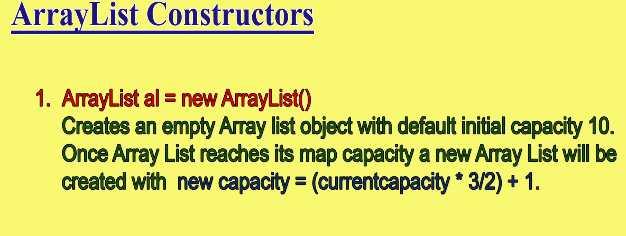 ArrayList Constructors
1. ArrayList al = new ArrayList()
Creates an empty Array list object with default initial capacity 10.
Once Array List reaches its map capacity a new Array List will be
created with new capacity = (currentcapacity * 3/2) + 1.